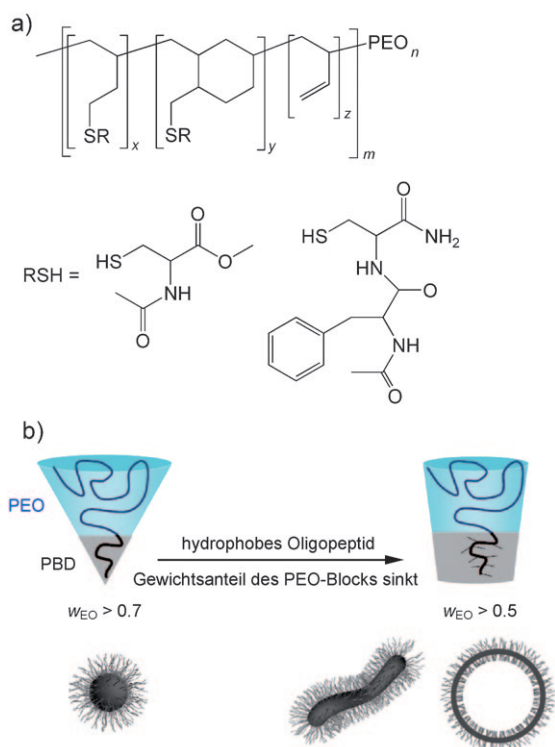 a)
PEOn
SR
x
SR
y
z
m
RSH =
HS
O
O
NH
O
HS
O
NH2
HN
O
NH
O
b)
PEO
PBD
hydrophobes Oligopeptid
Gewichtsanteil des PEO-Blocks sinkt
wEO > 0.7
wEO > 0.5